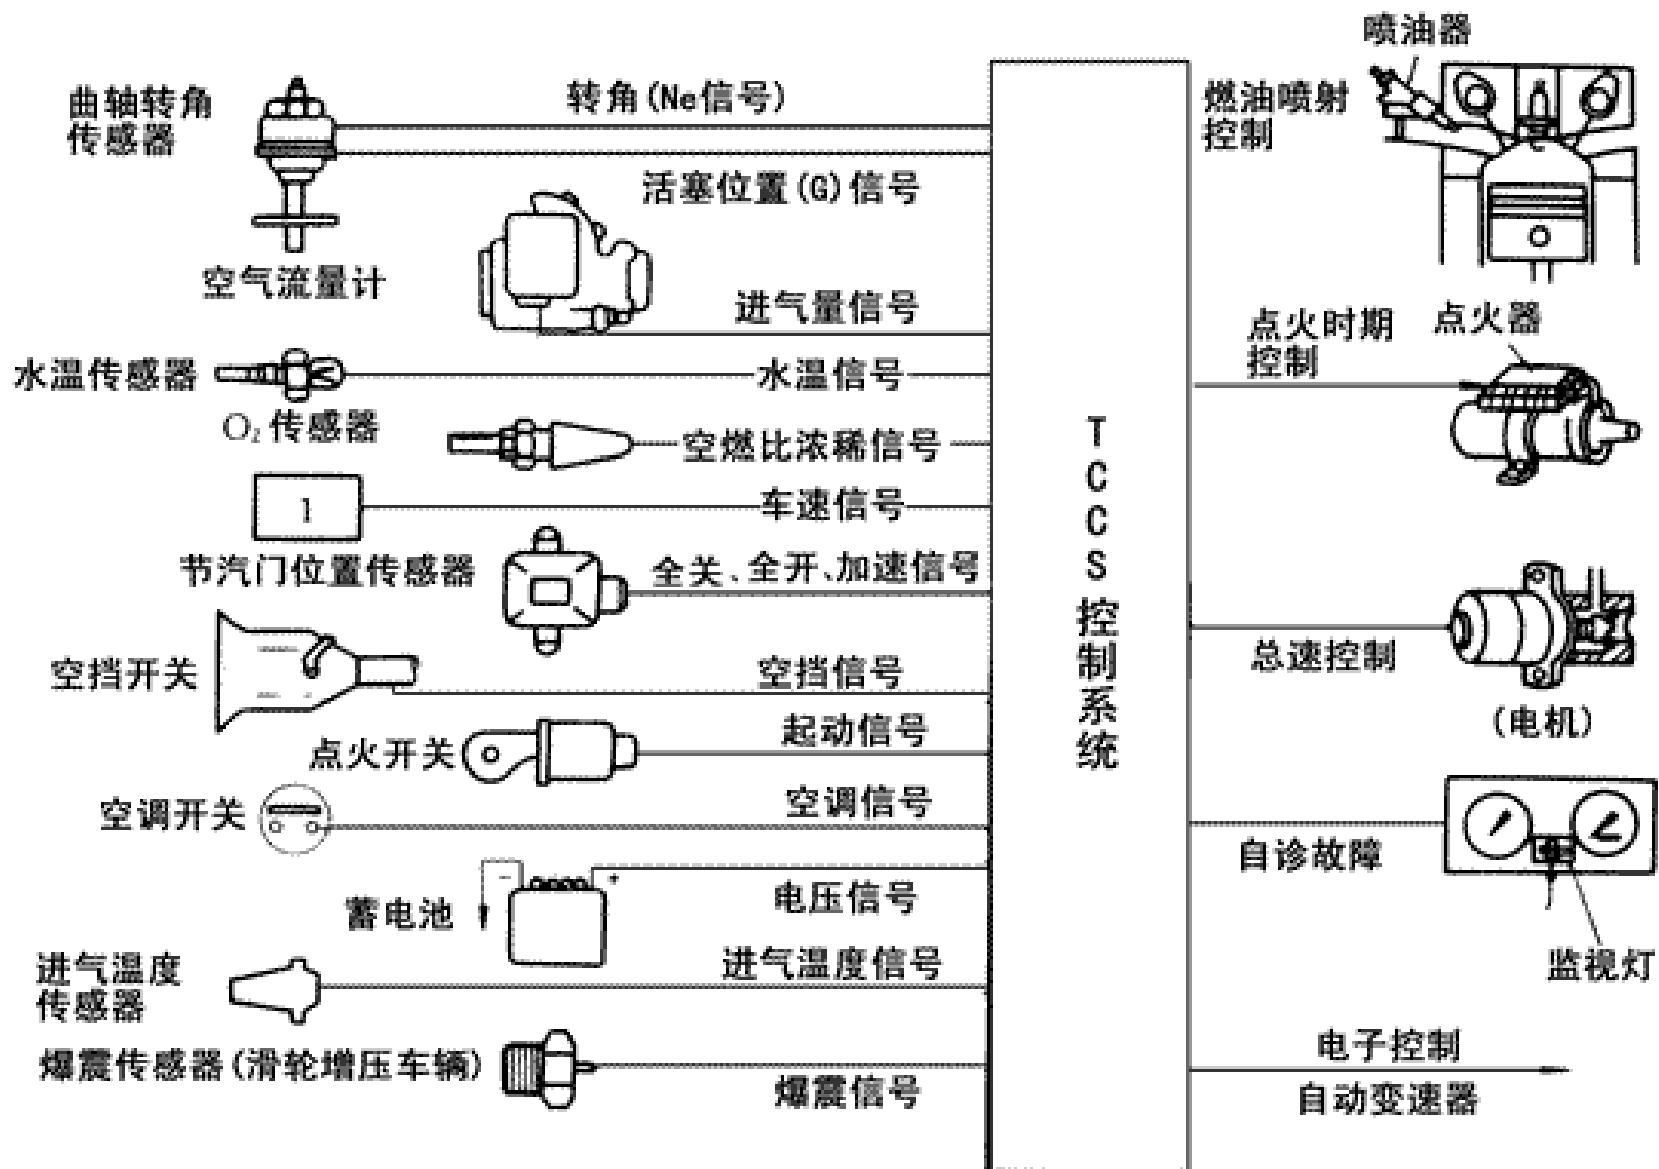 喷油器
曲轴转角
传感器
转角(Ne信号)
燃油喷射
控制
活塞位置(G)信号
空气流量计
进气量信号
点火时期
控制
点火器
水温传感器
水温信号
O₂传感器
空燃比浓稀信号
1
车速信号
节汽门位置传感器
全关、全开、加速信号
TCCS控制系统
空挡开关
空挡信号
总速控制
(电机)
点火开关
起动信号
空调开关
空调信号
自诊故障
- +
蓄电池
电压信号
监视灯
进气温度
传感器
进气温度信号
爆震传感器(滑轮增压车辆)
爆震信号
电子控制
自动变速器